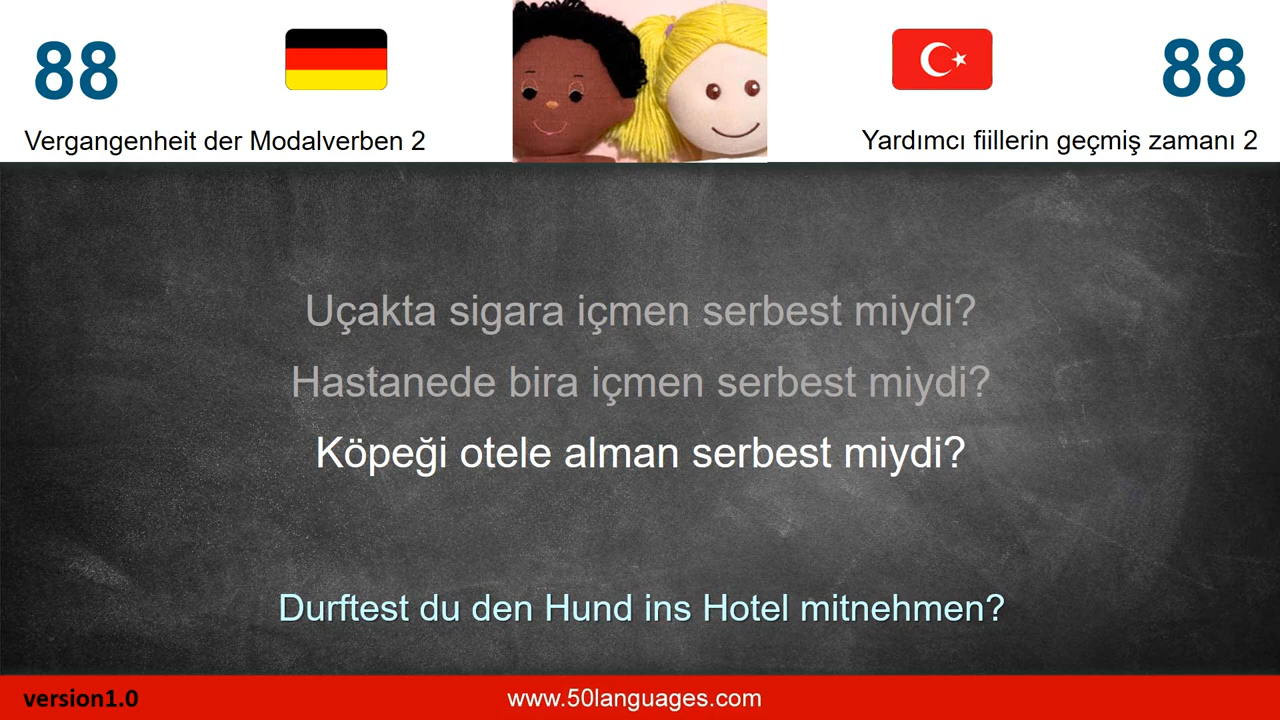 88
88
Vergangenheit der Modalverben 2
Yardımcı fiillerin geçmiş zamanı 2
Uçakta sigara içmen serbest miydi?
Hastanede bira içmen serbest miydi?
Köpeği otele alman serbest miydi?
Durftest du den Hund ins Hotel mitnehmen?
version1.0
www.50languages.com